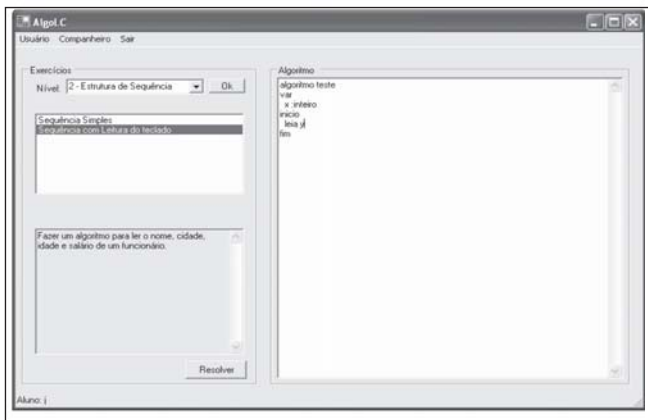 AlgoLC
Usuário Companheiro Sair
Exercícios
Nível: 2 - Estrutura de Sequência Ok
Sequência Simples
Sequência com Leitura do teclado
Fazer um algoritmo para ler o nome, cidade,
idade e salário de um funcionário.
Resolver
Algoritmo
algoritmo teste
var
x :inteiro
inicio
leia y
fim
Aluno: j